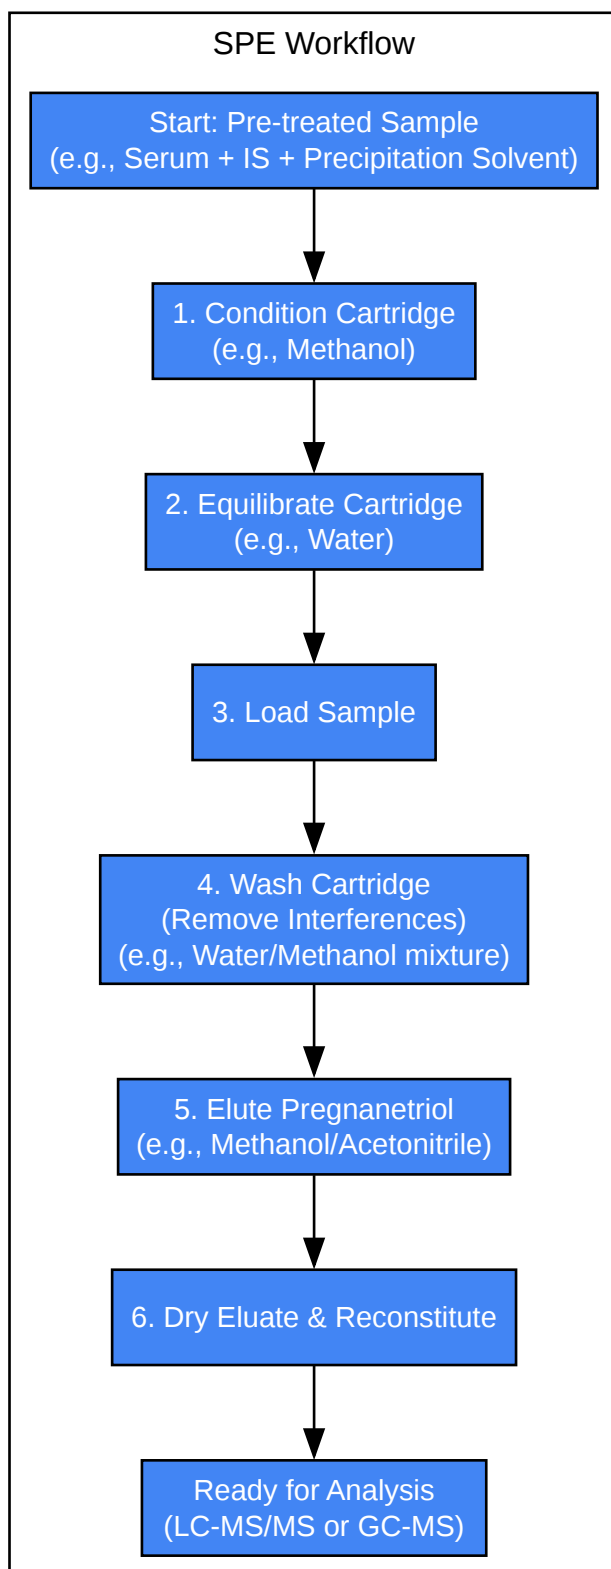 SPE Workflow
Start: Pre-treated Sample
(e.g., Serum + IS + Precipitation Solvent)
1. Condition Cartridge
(e.g., Methanol)
2. Equilibrate Cartridge
(e.g., Water)
3. Load Sample
4. Wash Cartridge
(Remove Interferences)
(e.g., Water/Methanol mixture)
5. Elute Pregnanetriol
(e.g., Methanol/Acetonitrile)
6. Dry Eluate & Reconstitute
Ready for Analysis
(LC-MS/MS or GC-MS)